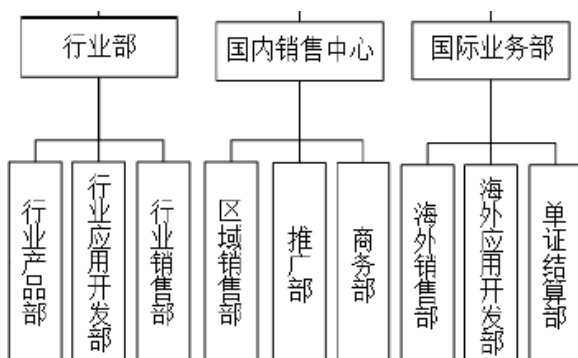 行业部
国内销售中心
国际业务部
行业产品部
行业应用开发部
行业销售部
区域销售部
推广部
商务部
海外销售部
海外应用开发部
单证结算部